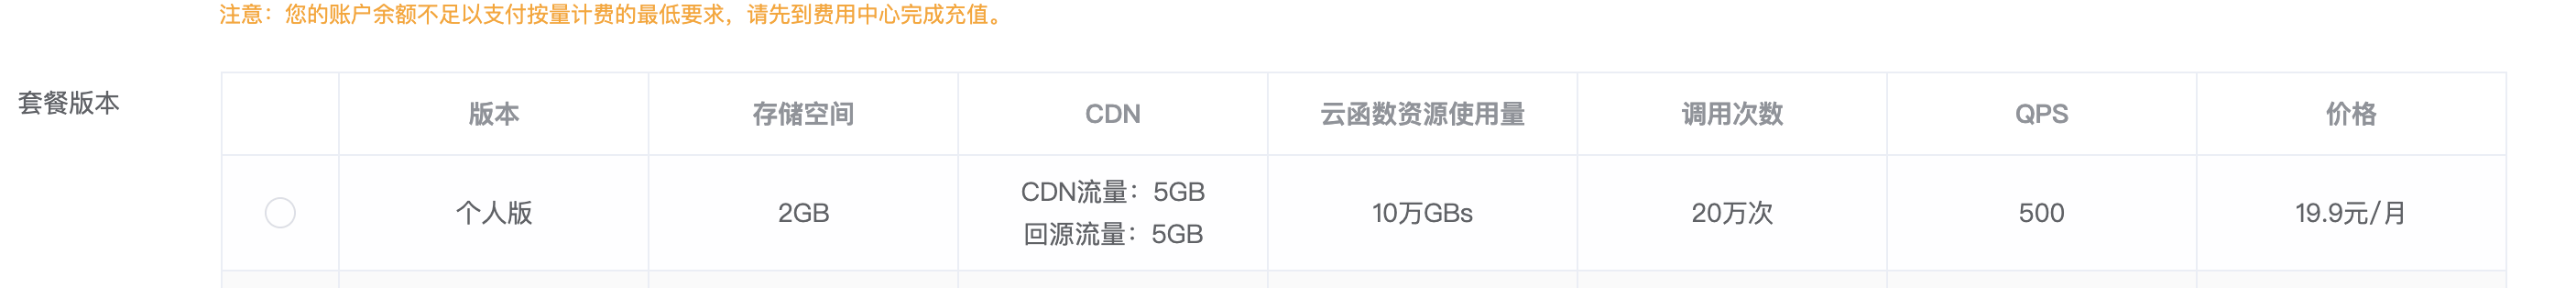 注意：您的账户余额不足以支付按量计费的最低要求，请先到费用中心完成充值。
套餐版本
版本 存储空间 CDN 云函数资源使用量 调用次数 QPS 价格
个人版 2GB CDN流量：5GB 10万GBs 20万次 500 19.9元/月
回源流量：5GB